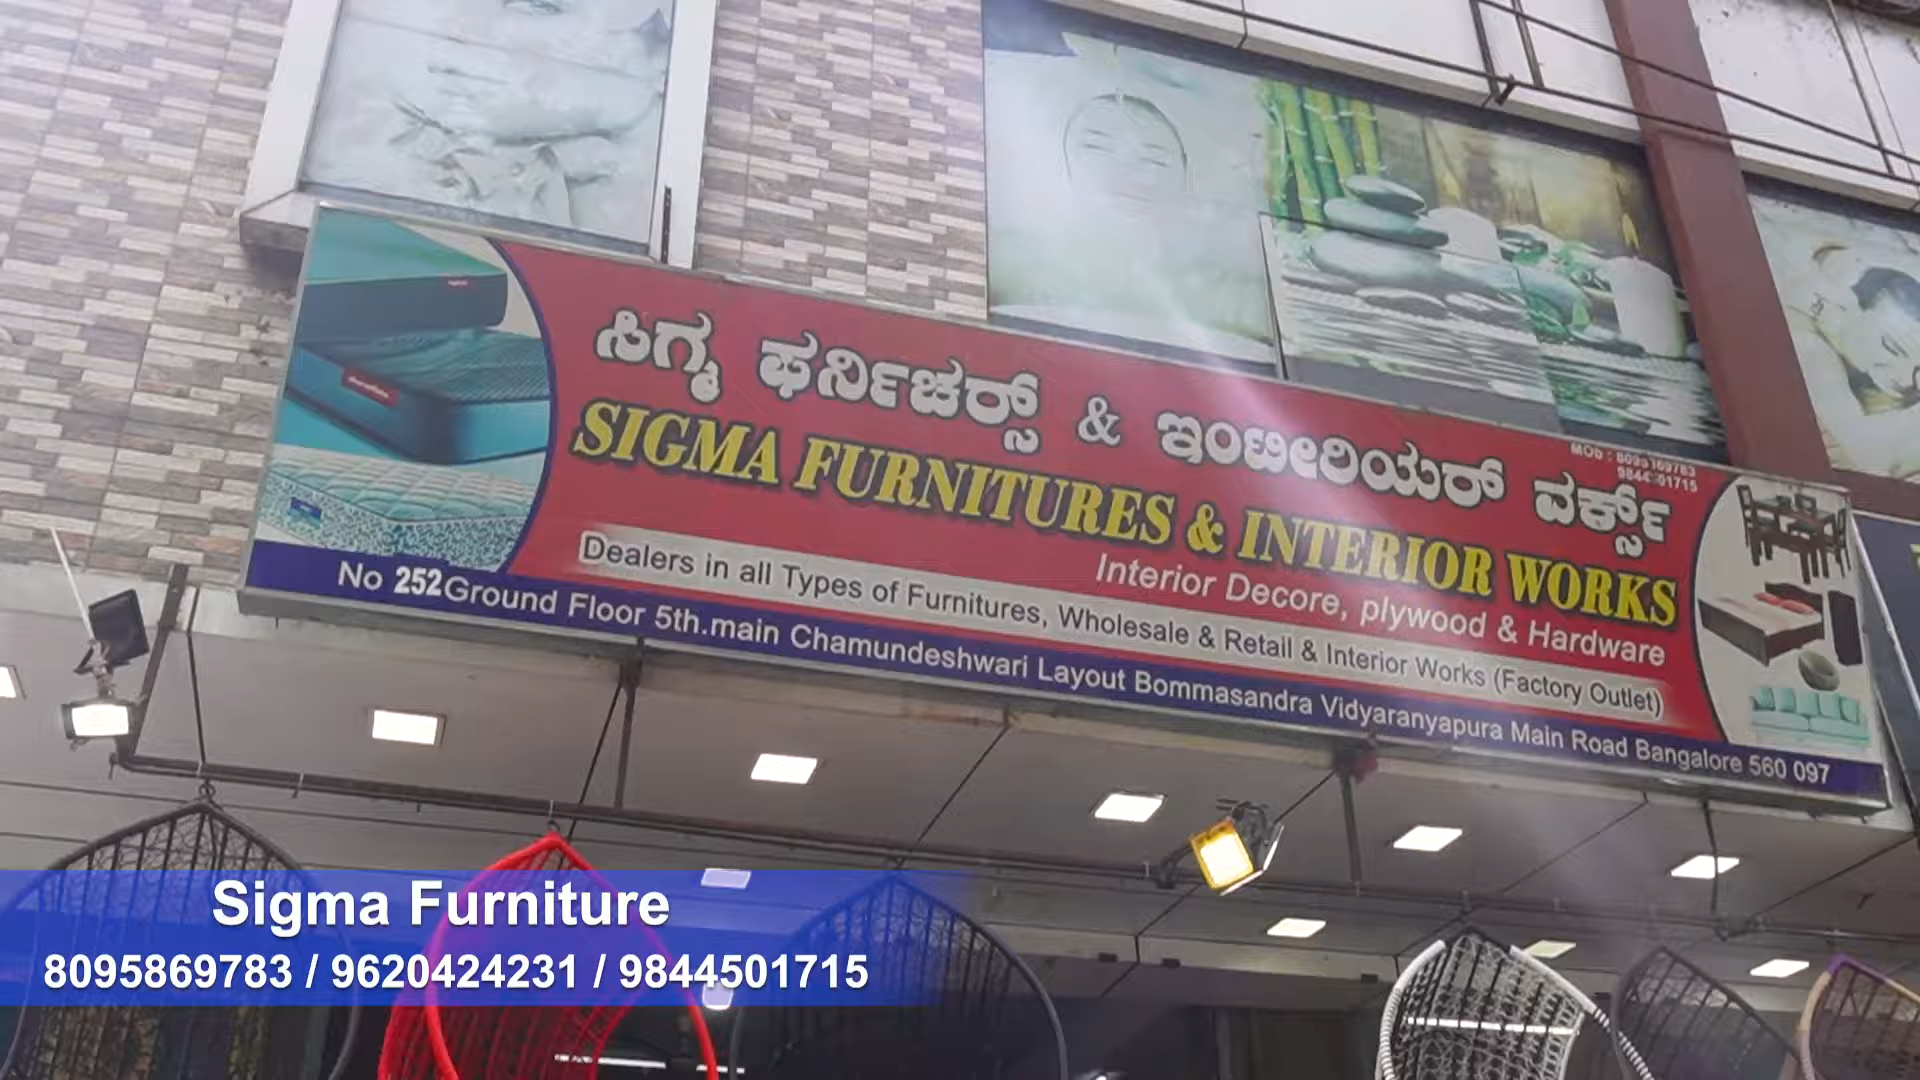 ಸಿಗ್ಮ ಫರ್ನಿಚರ್ಸ್ & ಇಂಟೀರಿಯರ್ ವರ್ಕ್ಸ್
SIGMA FURNITURES & INTERIOR WORKS
Interior Decore, plywood & Hardware
Dealers in all Types of Furnitures, Wholesale & Retail & Interior Works (Factory Outlet)
No 252 Ground Floor 5th.main Chamundeshwari Layout Bommasandra Vidyaranyapura Main Road Bangalore 560 097
Sigma Furniture
8095869783 / 9620424231 / 9844501715